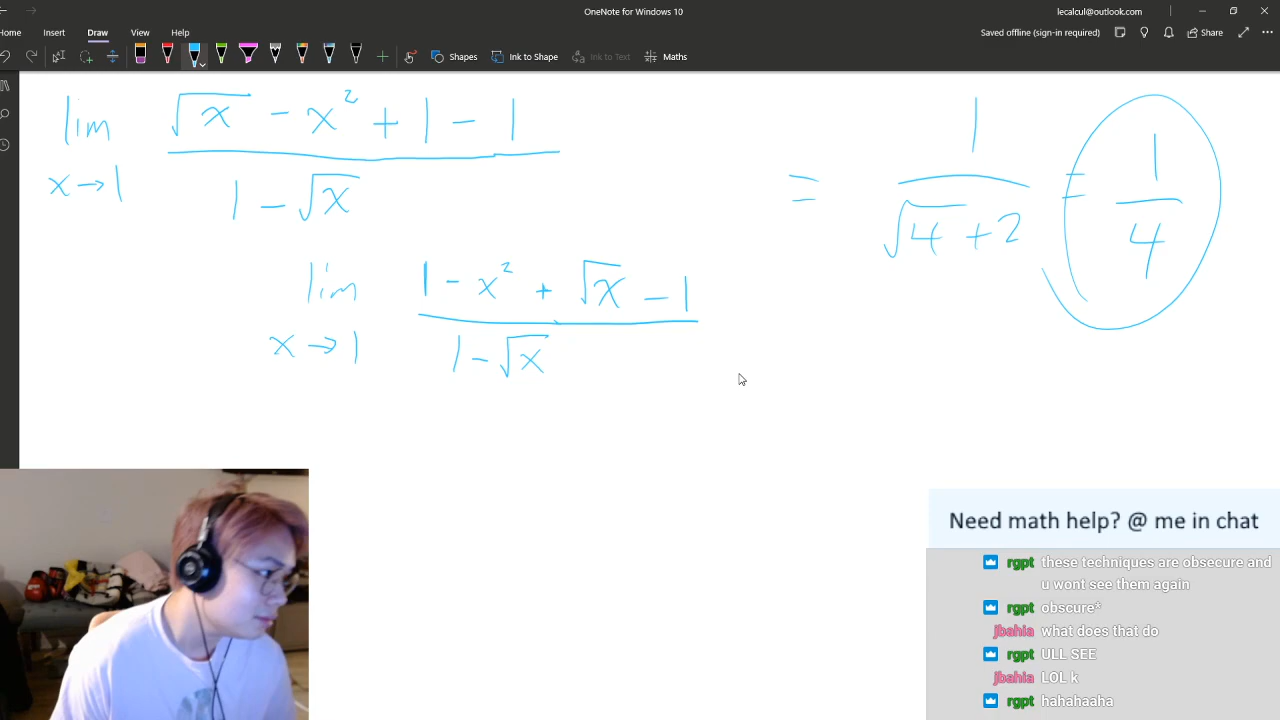 OneNote for Windows 10
lecalcul@outlook.com
Home Insert Draw View Help
Saved offline (sign-in required)
Share
Shapes
Ink to Shape
Ink to Text
Maths
lim x→1 (√x − x² + 1 − 1) / (1 − √x)
= 1 / (√4 + 2) = 1/4
lim x→1 (1 − x² + √x − 1) / (1 − √x)
Need math help? @ me in chat
rgpt these techniques are obsecure and
u wont see them again
rgpt obscure*
jbahia what does that do
rgpt ULL SEE
jbahia LOL k
rgpt hahahaaha